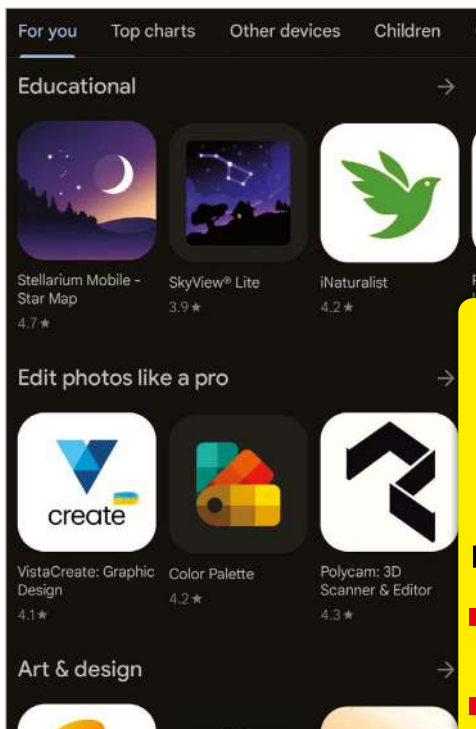 For you Top charts Other devices Children
Educational
Stellarium Mobile - SkyView® Lite iNaturalist
Star Map 3.9★ 4.2★
4.7★
Edit photos like a pro
create
VistaCreate: Graphic Color Palette Polycam: 3D
Design 4.2★ Scanner & Editor
4.1★ 4.3★
Art & design